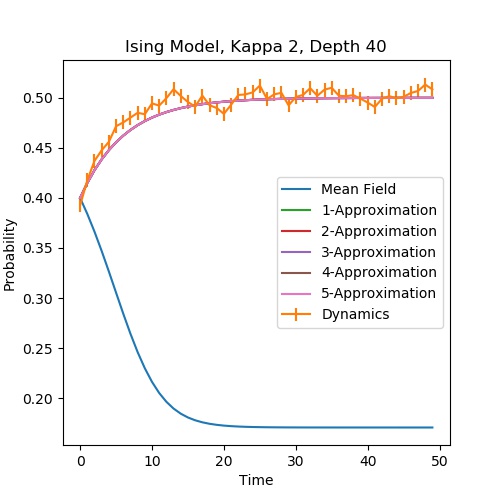 Ising Model, Kappa 2, Depth 40
Probability
0.50
0.45
0.40
0.35
0.30
0.25
0.20
Mean Field
1-Approximation
2-Approximation
3-Approximation
4-Approximation
5-Approximation
Dynamics
0 10 20 30 40 50
Time